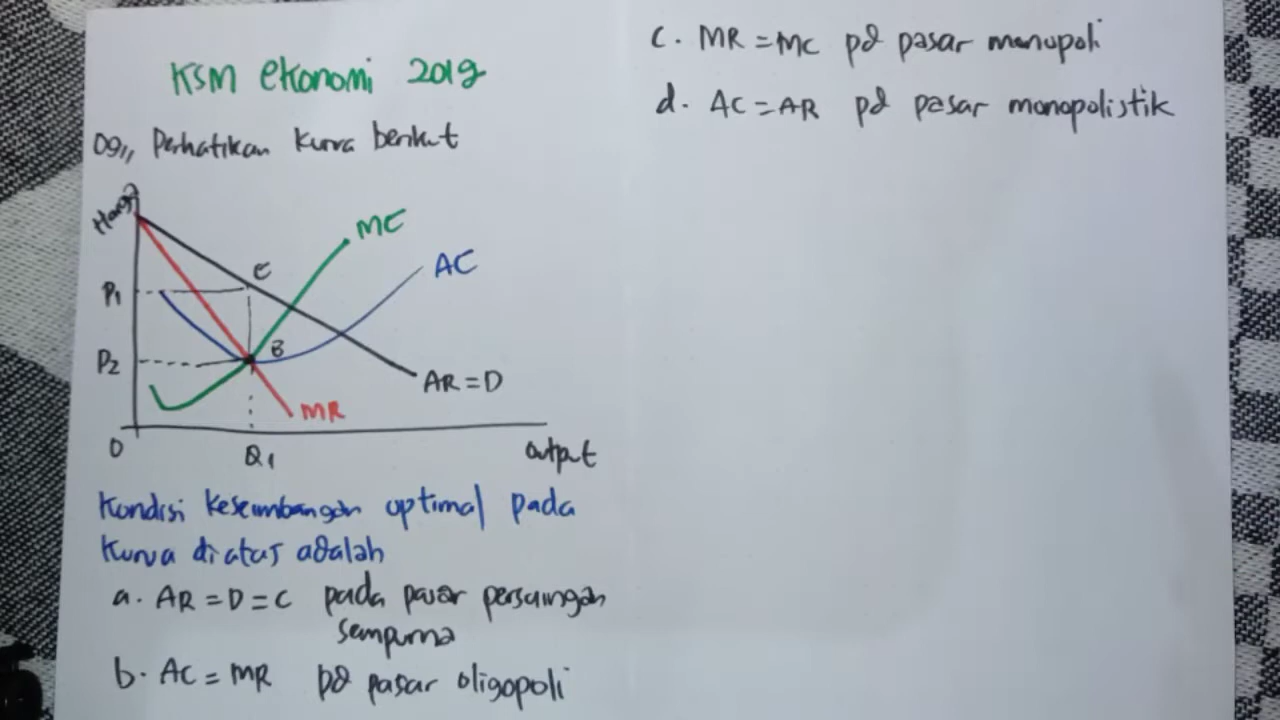 KSM ekonomi 2019
09,, Perhatikan kurva berikut
Harga
MC
AC
C
P1
B
P2
AR = D
MR
0
Q1
output
Kondisi keseimbangan optimal pada
kurva diatas adalah
a. AR = D = C pada pasar persaingan
sempurna
b. AC = MR pd pasar oligopoli
c. MR = MC pd pasar monopoli
d. AC = AR pd pasar monopolistik